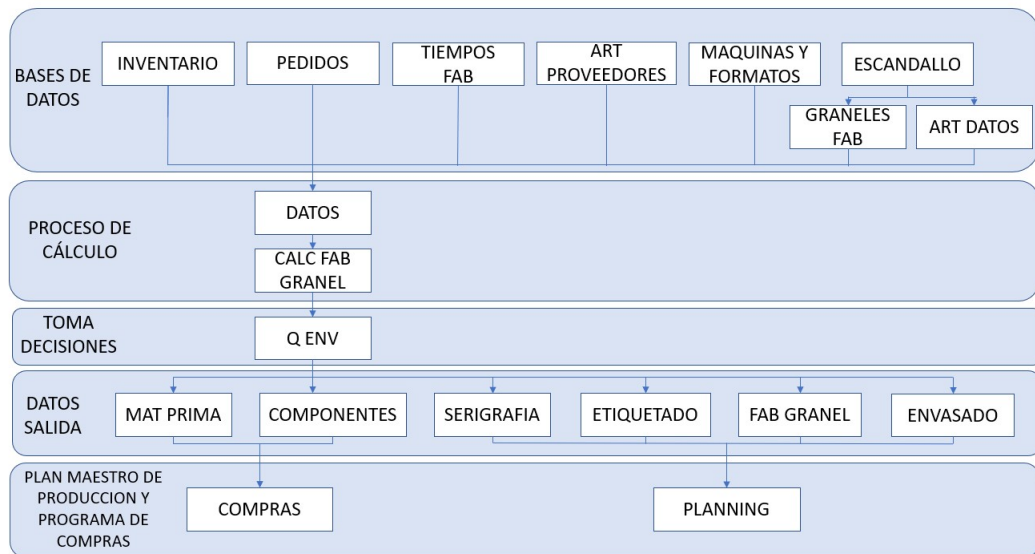 BASES DE
DATOS
INVENTARIO
PEDIDOS
TIEMPOS
FAB
ART
PROVEEDORES
MAQUINAS Y
FORMATOS
ESCANDALLO
GRANELES
FAB
ART DATOS
PROCESO DE
CÁLCULO
DATOS
CALC FAB
GRANEL
TOMA
DECISIONES
Q ENV
DATOS
SALIDA
MAT PRIMA
COMPONENTES
SERIGRAFIA
ETIQUETADO
FAB GRANEL
ENVASADO
PLAN MAESTRO DE
PRODUCCION Y
PROGRAMA DE
COMPRAS
COMPRAS
PLANNING